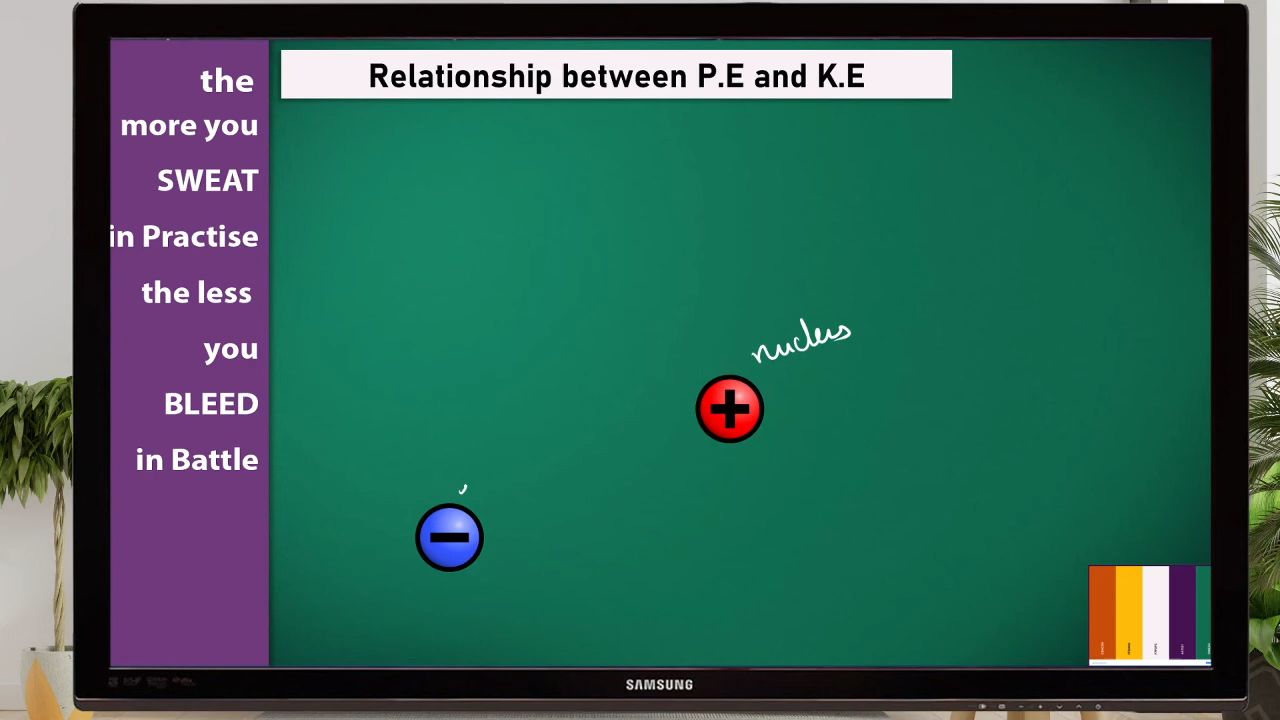 the
more you
SWEAT
in Practise
the less
you
BLEED
in Battle
Relationship between P.E and K.E
nucleus
+
−
SAMSUNG